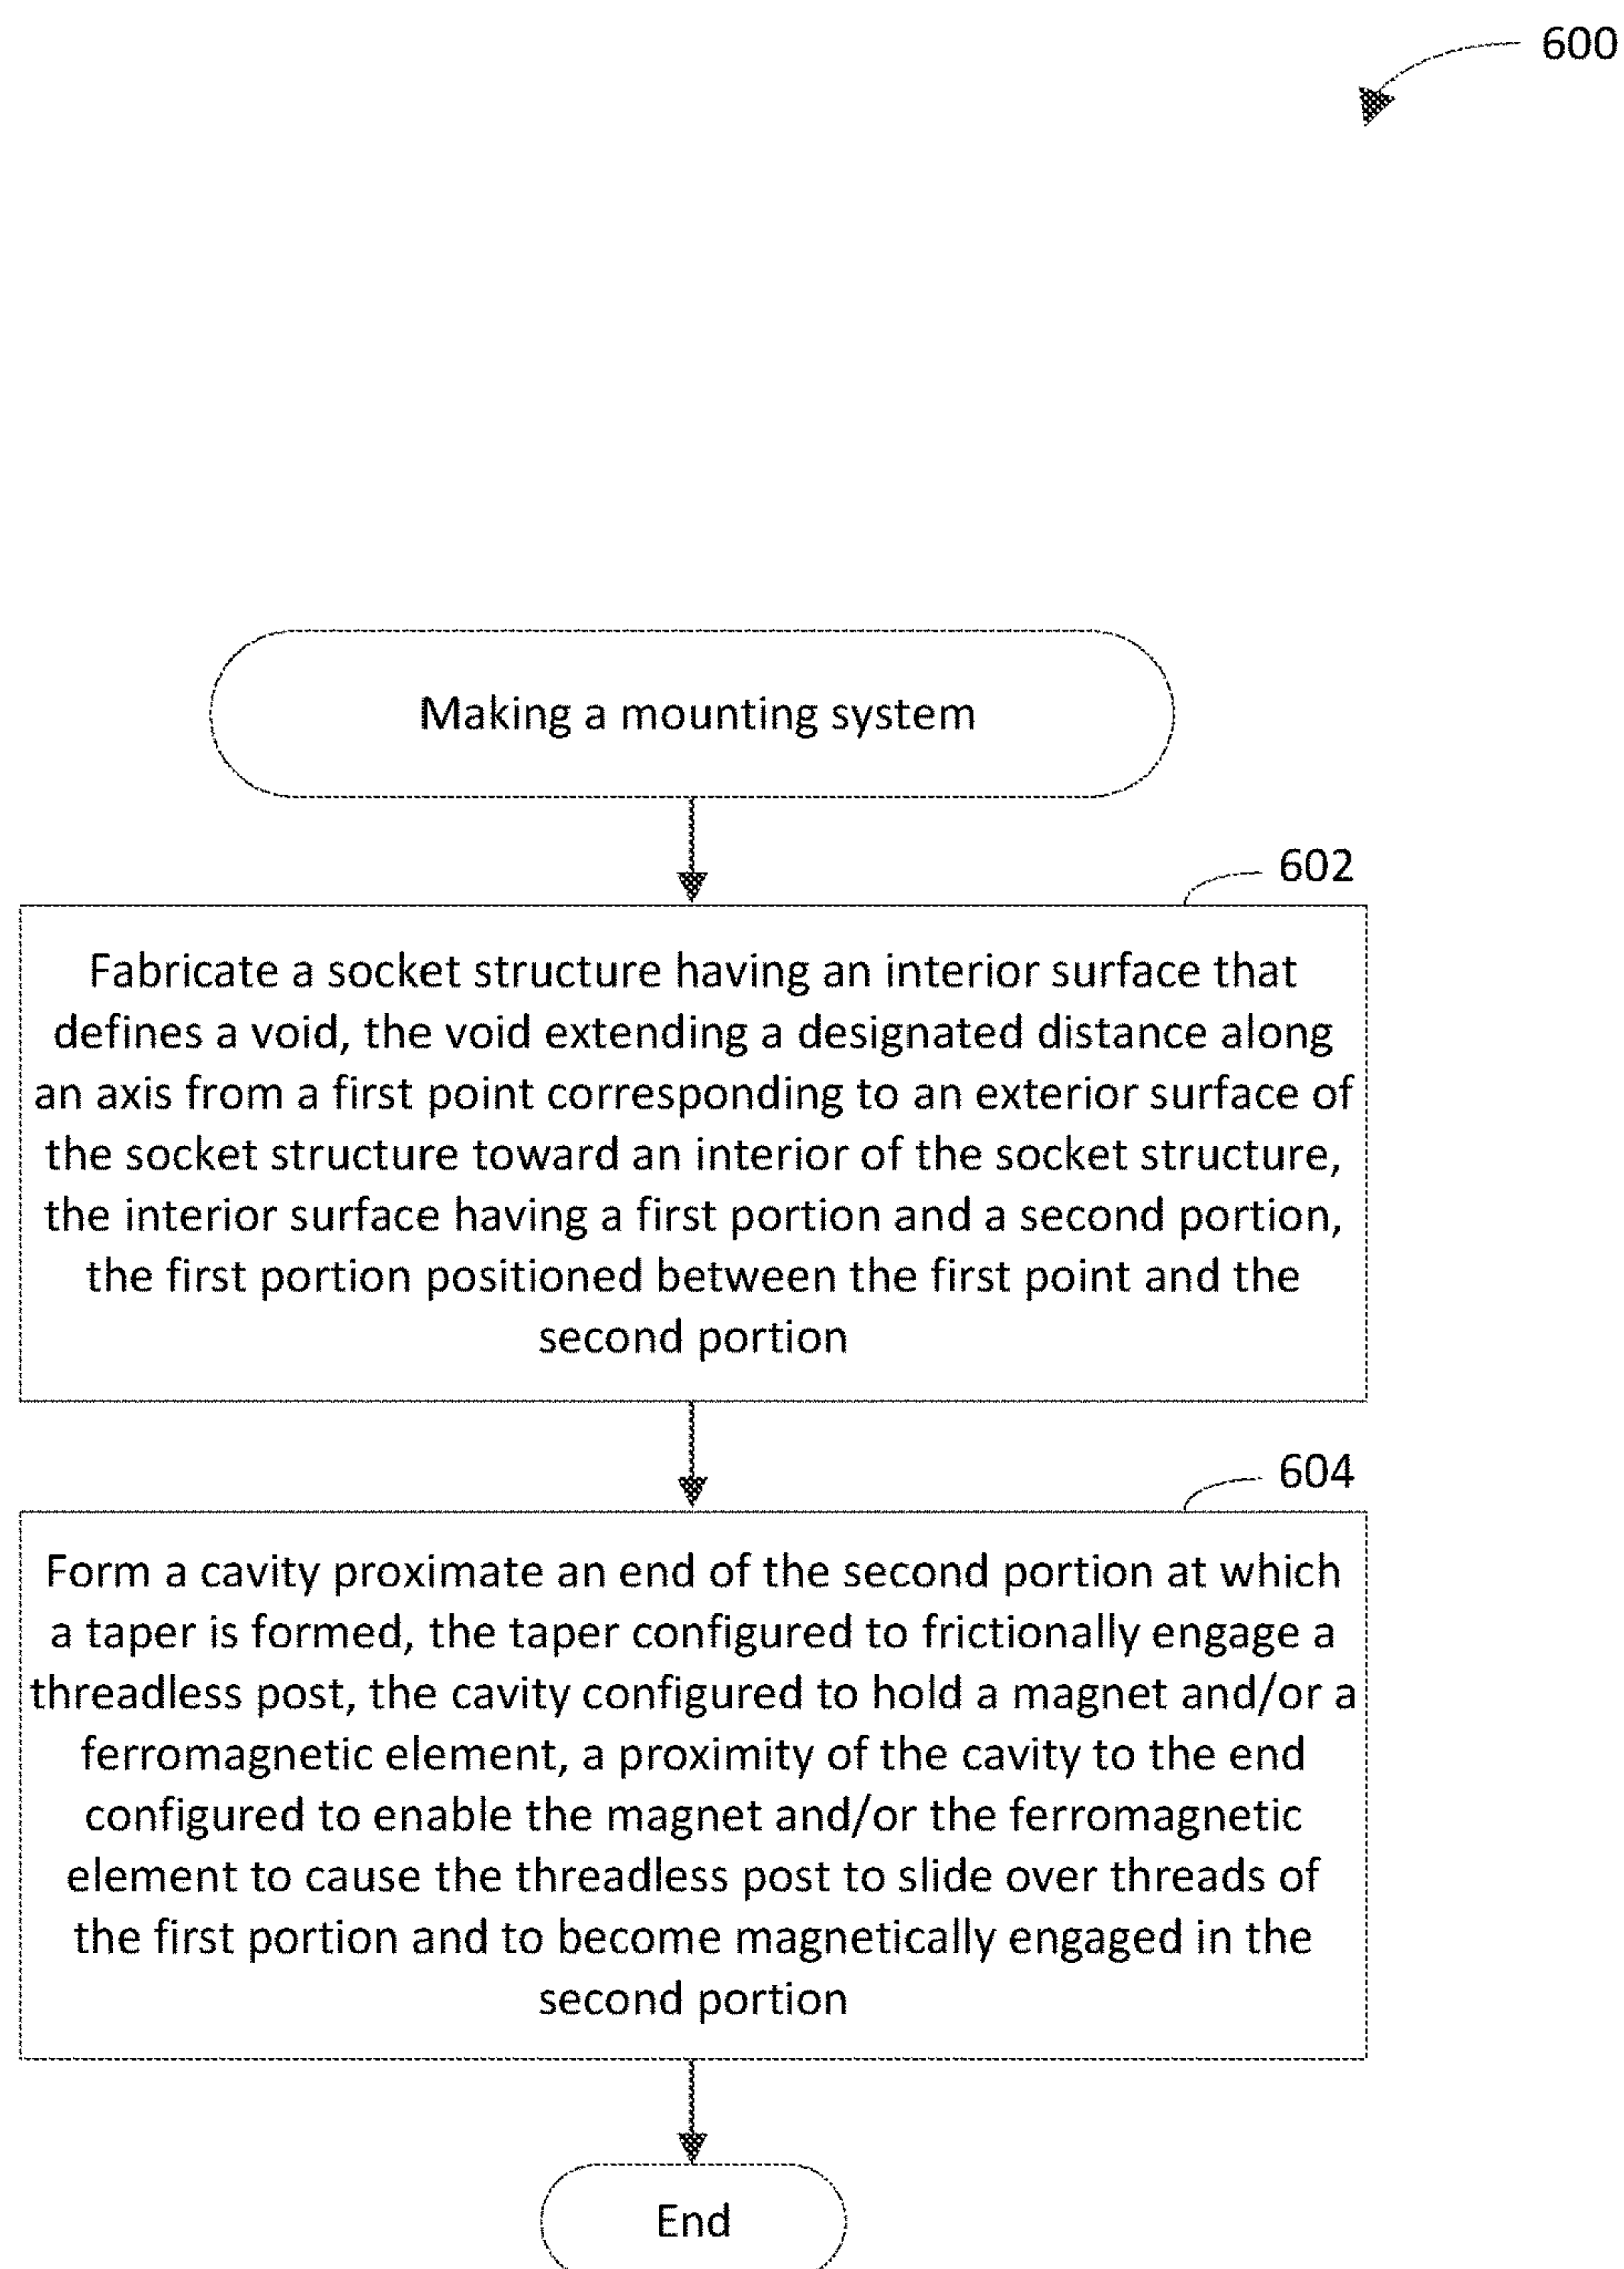 600
Making a mounting system
602
Fabricate a socket structure having an interior surface that
defines a void, the void extending a designated distance along
an axis from a first point corresponding to an exterior surface of
the socket structure toward an interior of the socket structure,
the interior surface having a first portion and a second portion,
the first portion positioned between the first point and the
second portion
604
Form a cavity proximate an end of the second portion at which
a taper is formed, the taper configured to frictionally engage a
threadless post, the cavity configured to hold a magnet and/or a
ferromagnetic element, a proximity of the cavity to the end
configured to enable the magnet and/or the ferromagnetic
element to cause the threadless post to slide over threads of
the first portion and to become magnetically engaged in the
second portion
End